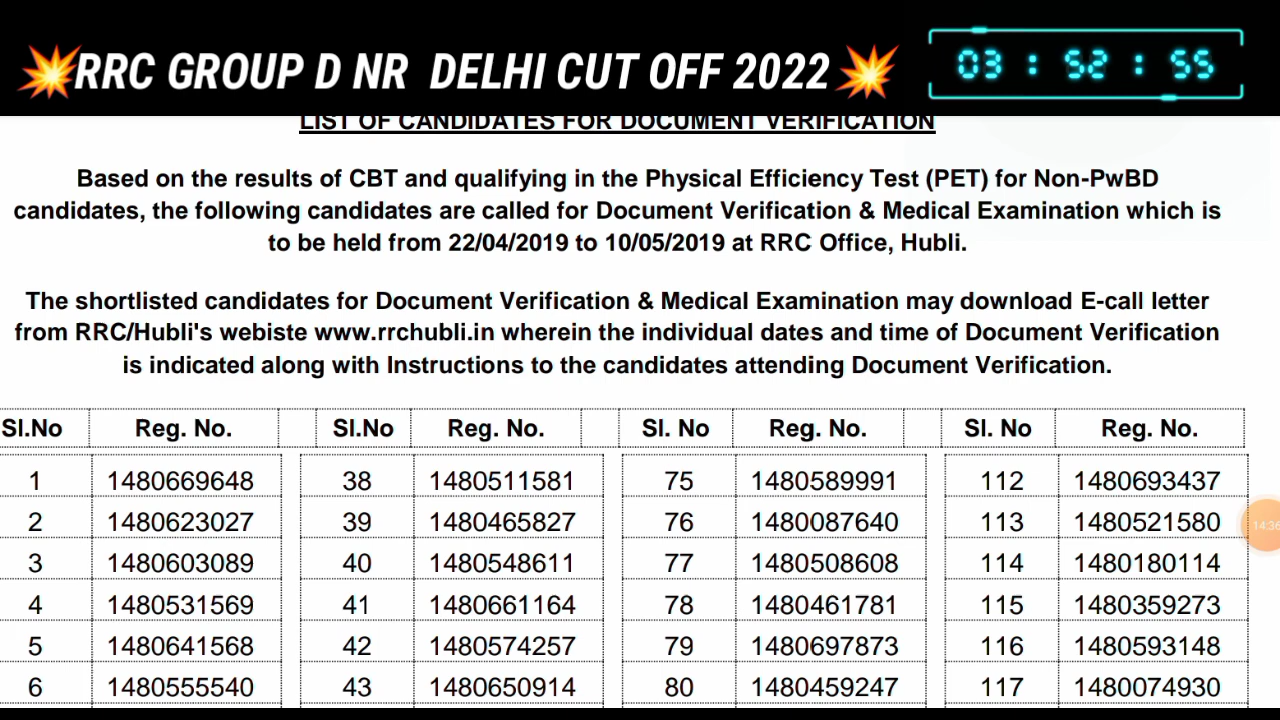 RRC GROUP D NR DELHI CUT OFF 2022
03 : 52 : 55
LIST OF CANDIDATES FOR DOCUMENT VERIFICATION
Based on the results of CBT and qualifying in the Physical Efficiency Test (PET) for Non-PwBD
candidates, the following candidates are called for Document Verification & Medical Examination which is
to be held from 22/04/2019 to 10/05/2019 at RRC Office, Hubli.
The shortlisted candidates for Document Verification & Medical Examination may download E-call letter
from RRC/Hubli's webiste www.rrchubli.in wherein the individual dates and time of Document Verification
is indicated along with Instructions to the candidates attending Document Verification.
Sl.No Reg. No. Sl.No Reg. No. Sl. No Reg. No. Sl. No Reg. No.
1 1480669648 38 1480511581 75 1480589991 112 1480693437
2 1480623027 39 1480465827 76 1480087640 113 1480521580
3 1480603089 40 1480548611 77 1480508608 114 1480180114
4 1480531569 41 1480661164 78 1480461781 115 1480359273
5 1480641568 42 1480574257 79 1480697873 116 1480593148
6 1480555540 43 1480650914 80 1480459247 117 1480074930
14:36